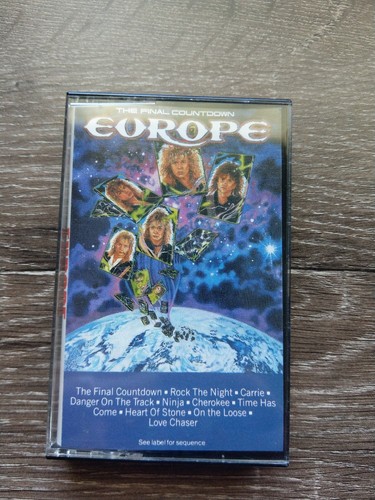 THE FINAL COUNTDOWN
EUROPE
The Final Countdown • Rock The Night • Carrie •
Danger On The Track • Ninja • Cherokee • Time Has
Come • Heart Of Stone • On the Loose •
Love Chaser
See label for sequence